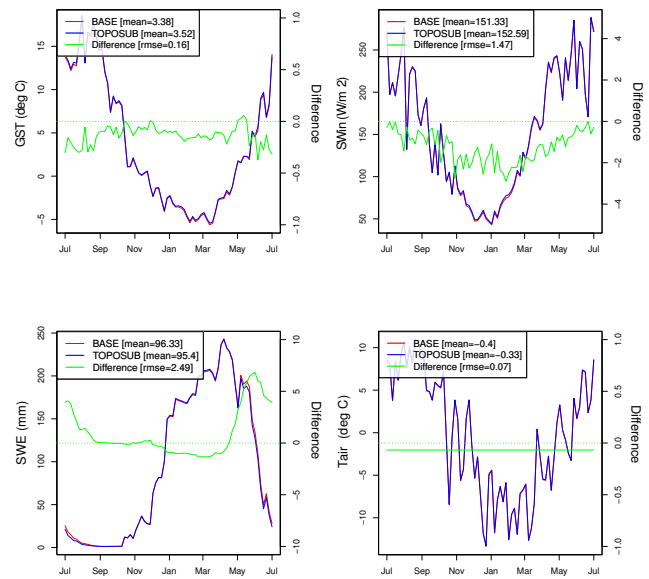 BASE [mean=3.38]
TOPOSUB [mean=3.52]
Difference [rmse=0.16]
GST (deg C)
15
10
5
0
−5
1.0
0.5
0.0
−0.5
−1.0
Difference
Jul Sep Nov Jan Mar May Jul
BASE [mean=151.33]
TOPOSUB [mean=152.59]
Difference [rmse=1.47]
SWin (W/m 2)
250
200
150
100
50
4
2
0
−2
−4
Difference
Jul Sep Nov Jan Mar May Jul
BASE [mean=96.33]
TOPOSUB [mean=95.4]
Difference [rmse=2.49]
SWE (mm)
250
200
150
100
50
0
10
5
0
−5
−10
Difference
Jul Sep Nov Jan Mar May Jul
BASE [mean=−0.4]
TOPOSUB [mean=−0.33]
Difference [rmse=0.07]
Tair (deg C)
10
5
0
−5
−10
1.0
0.5
0.0
−0.5
−1.0
Difference
Jul Sep Nov Jan Mar May Jul